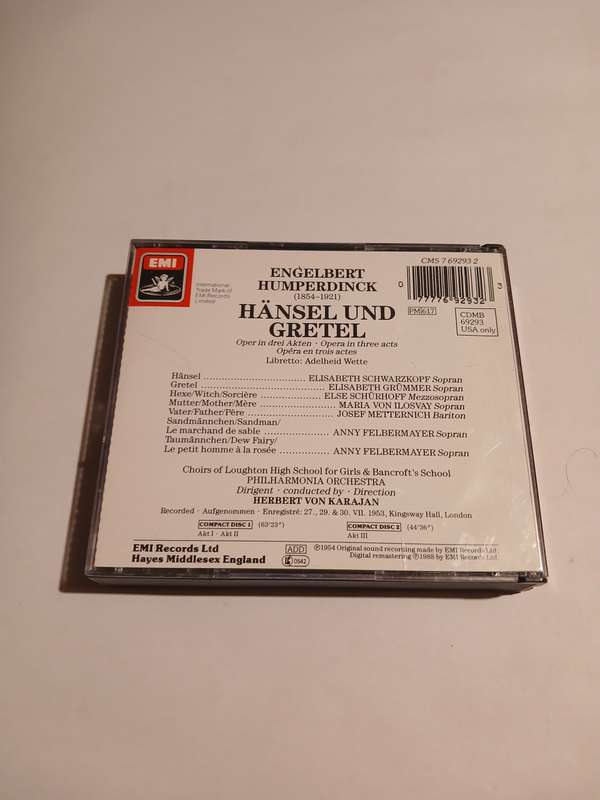 EMI
International
Trade Mark of
EMI Records
Limited
CMS 7 69293 2
0 77776 92932 3
PM 617
CDMB
69293
USA only
ENGELBERT
HUMPERDINCK
(1854–1921)
HÄNSEL UND
GRETEL
Oper in drei Akten · Opera in three acts
Opéra en trois actes
Libretto: Adelheid Wette
Hänsel ........................ ELISABETH SCHWARZKOPF Sopran
Gretel ........................ ELISABETH GRÜMMER Sopran
Hexe/Witch/Sorcière ............... ELSE SCHÜRHOFF Mezzosopran
Mutter/Mother/Mère .................. MARIA VON ILOSVAY Sopran
Vater/Father/Père .................... JOSEF METTERNICH Bariton
Sandmännchen/Sandman/
Le marchand de sable ................. ANNY FELBERMAYER Sopran
Taumännchen/Dew Fairy/
Le petit homme à la rosée ............. ANNY FELBERMAYER Sopran
Choirs of Loughton High School for Girls & Bancroft's School
PHILHARMONIA ORCHESTRA
Dirigent · conducted by · Direction
HERBERT VON KARAJAN
Recorded · Aufgenommen · Enregistré: 27., 29. & 30. VII. 1953, Kingsway Hall, London
COMPACT DISC 1 (63'23") COMPACT DISC 2 (44'36")
Akt I · Akt II Akt III
EMI Records Ltd
Hayes Middlesex England
ADD
0542
℗1954 Original sound recording made by EMI Records Ltd.
Digital remastering ℗1988 by EMI Records Ltd.